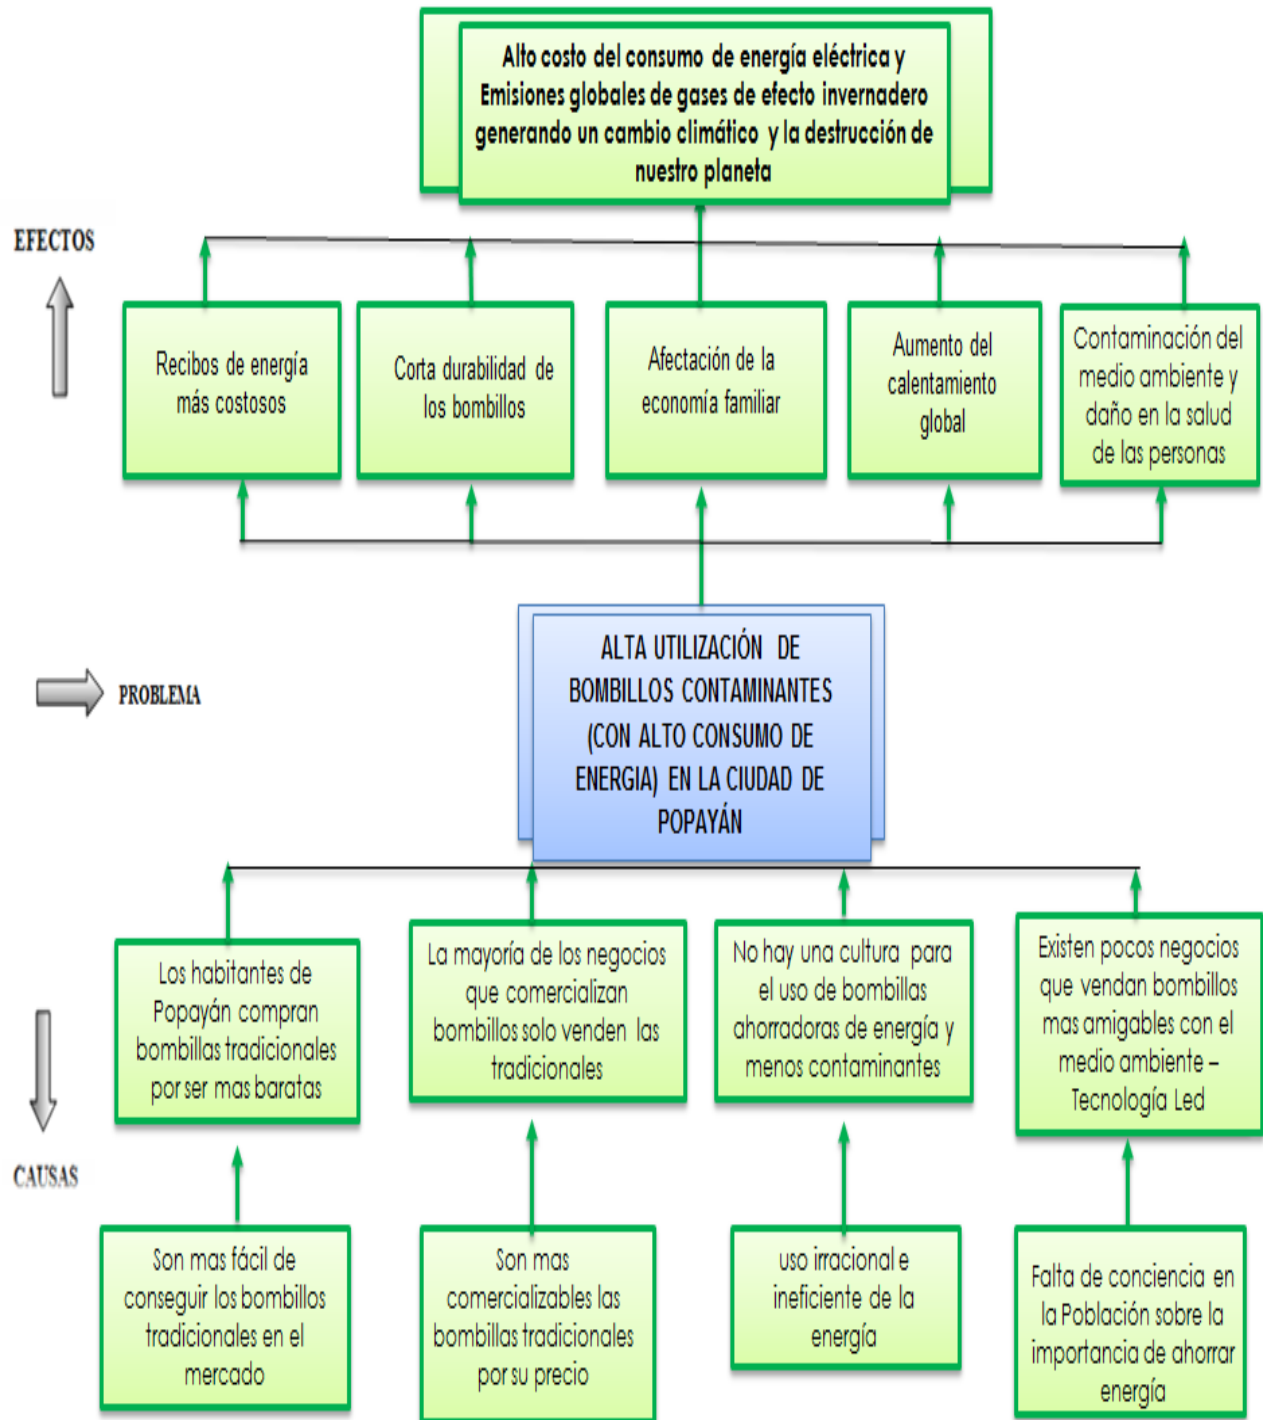 Alto costo del consumo de energía eléctrica y
Emisiones globales de gases de efecto invernadero
generando un cambio climático y la destrucción de
nuestro planeta
EFECTOS
Recibos de energía
más costosos
Corta durabilidad de
los bombillos
Afectación de la
economía familiar
Aumento del
calentamiento
global
Contaminación del
medio ambiente y
daño en la salud
de las personas
PROBLEMA
ALTA UTILIZACIÓN DE
BOMBILLOS CONTAMINANTES
(CON ALTO CONSUMO DE
ENERGIA) EN LA CIUDAD DE
POPAYÁN
Los habitantes de
Popayán compran
bombillas tradicionales
por ser mas baratas
La mayoría de los negocios
que comercializan
bombillos solo venden las
tradicionales
No hay una cultura para
el uso de bombillas
ahorradoras de energía y
menos contaminantes
Existen pocos negocios
que vendan bombillos
mas amigables con el
medio ambiente –
Tecnología Led
CAUSAS
Son mas fácil de
conseguir los bombillos
tradicionales en el
mercado
Son mas
comercializables las
bombillas tradicionales
por su precio
uso irracional e
ineficiente de la
energía
Falta de conciencia en
la Población sobre la
importancia de ahorrar
energía